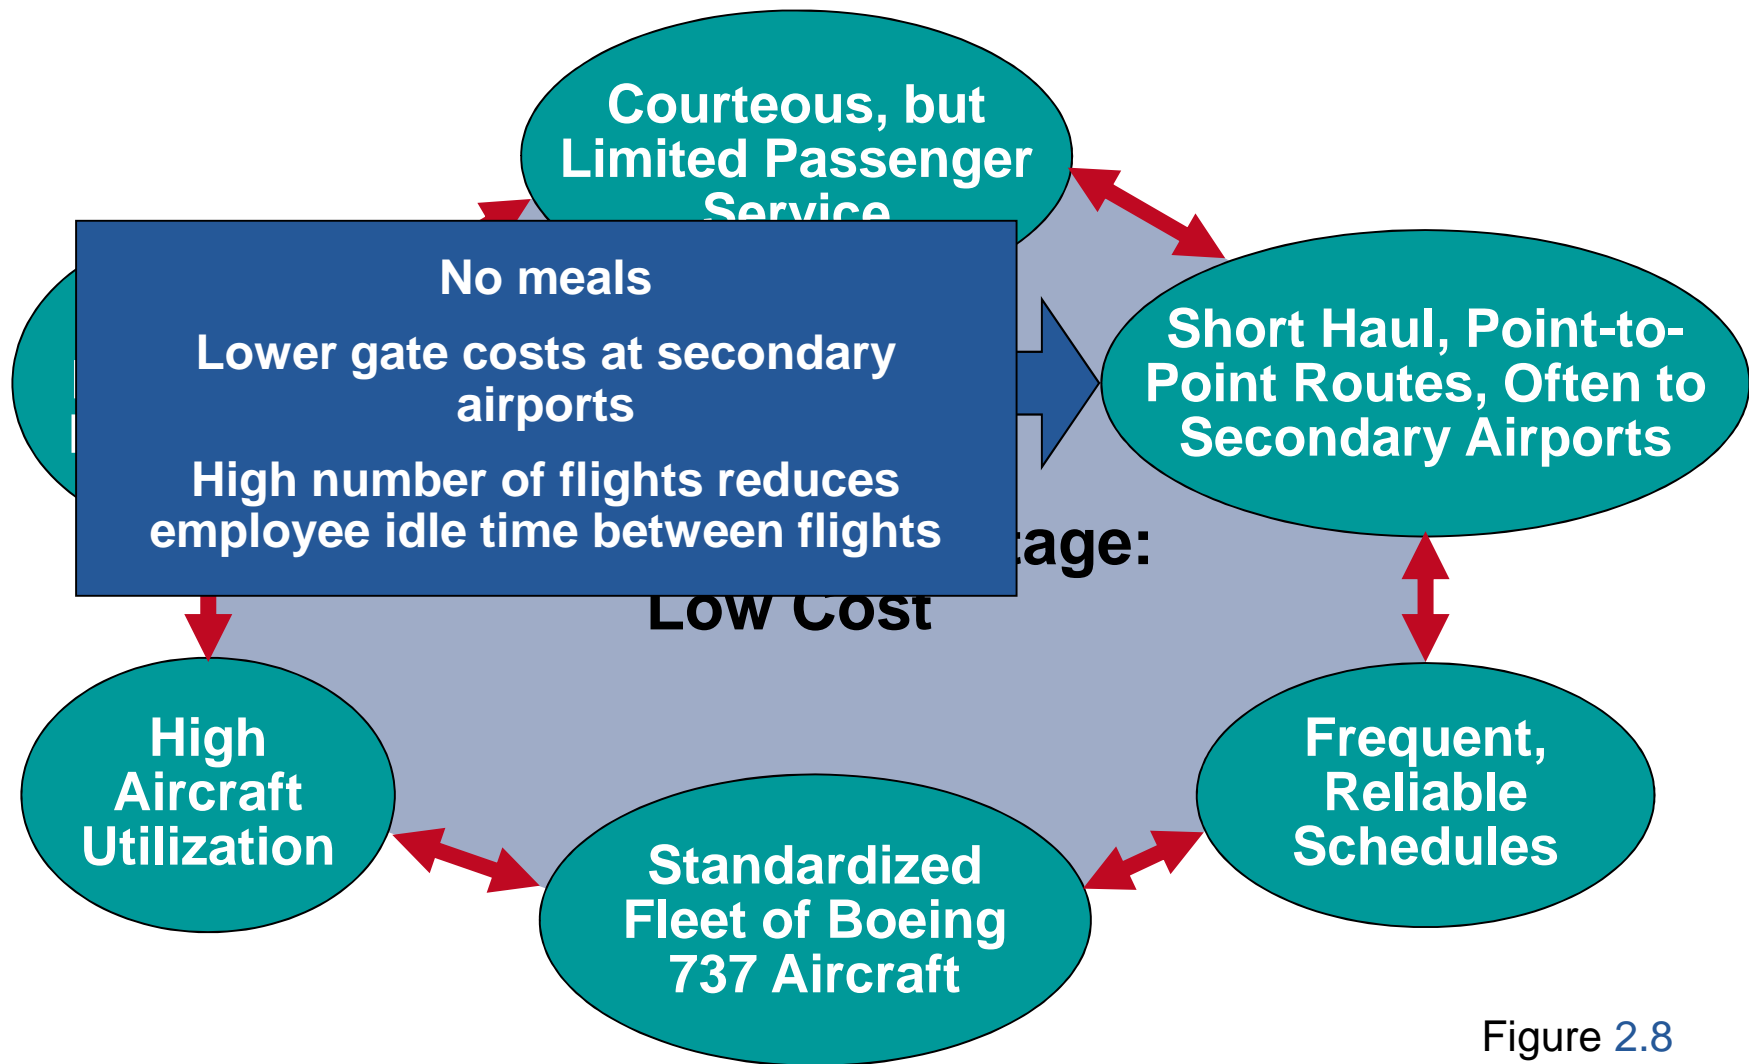 Courteous, but
Limited Passenger
Service
No meals
Lower gate costs at secondary
airports
High number of flights reduces
employee idle time between flights
Short Haul, Point-to-
Point Routes, Often to
Secondary Airports
tage:
Low Cost
High
Aircraft
Utilization
Frequent,
Reliable
Schedules
Standardized
Fleet of Boeing
737 Aircraft
Figure 2.8